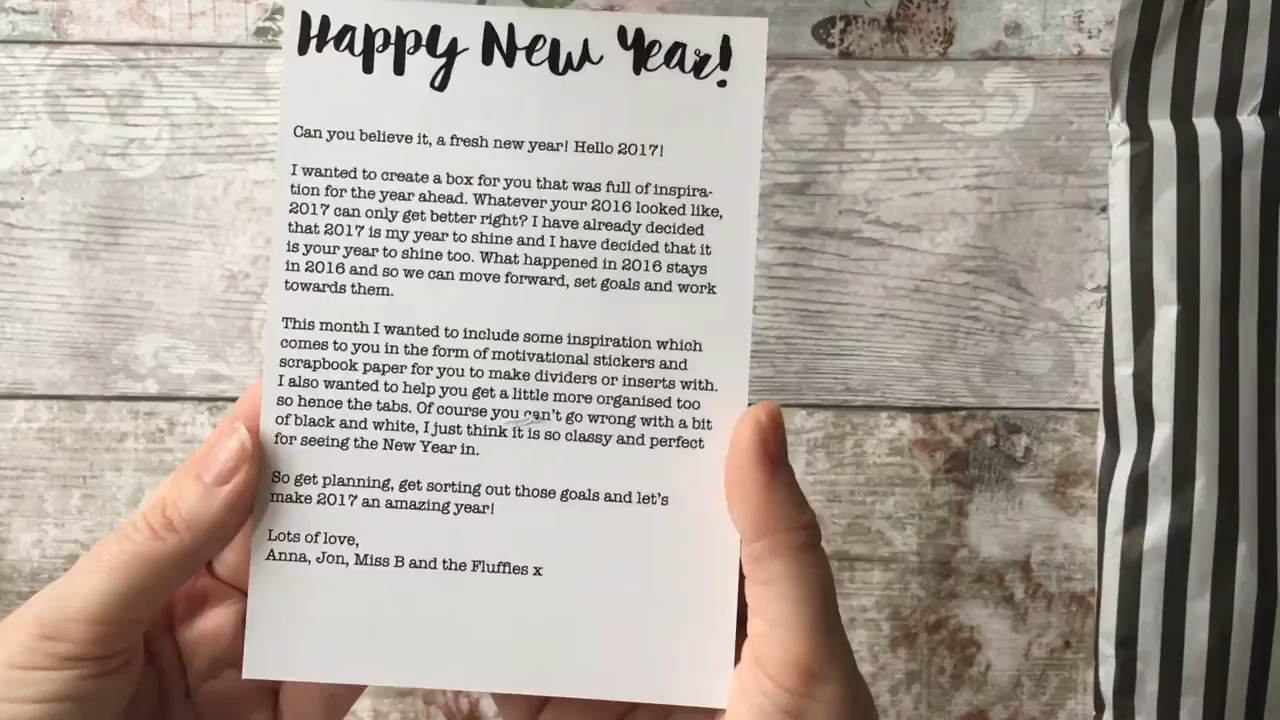 Happy New Year!
Can you believe it, a fresh new year! Hello 2017!
I wanted to create a box for you that was full of inspira-
tion for the year ahead. Whatever your 2016 looked like,
2017 can only get better right? I have already decided
that 2017 is my year to shine and I have decided that it
is your year to shine too. What happened in 2016 stays
in 2016 and so we can move forward, set goals and work
towards them.
This month I wanted to include some inspiration which
comes to you in the form of motivational stickers and
scrapbook paper for you to make dividers or inserts with.
I also wanted to help you get a little more organised too
so hence the tabs. Of course you can't go wrong with a bit
of black and white, I just think it is so classy and perfect
for seeing the New Year in.
So get planning, get sorting out those goals and let's
make 2017 an amazing year!
Lots of love,
Anna, Jon, Miss B and the Fluffies x